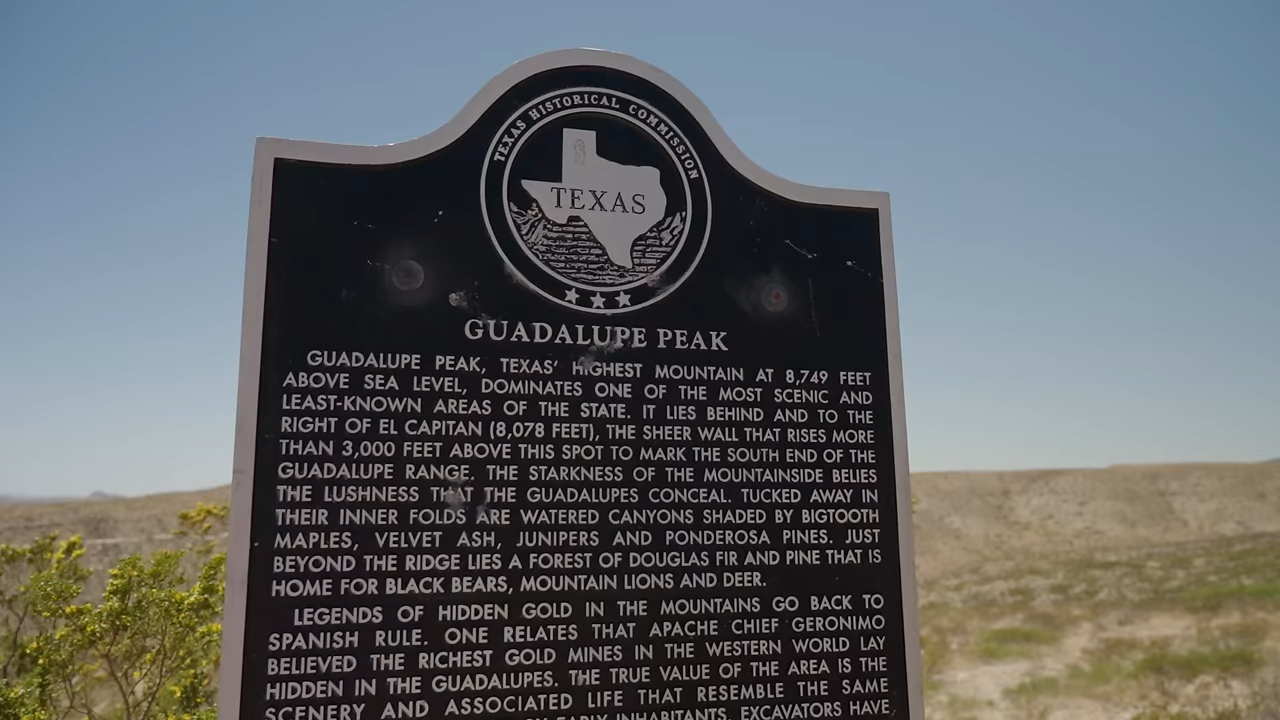 TEXAS HISTORICAL COMMISSION
TEXAS
GUADALUPE PEAK
GUADALUPE PEAK, TEXAS' HIGHEST MOUNTAIN AT 8,749 FEET
ABOVE SEA LEVEL, DOMINATES ONE OF THE MOST SCENIC AND
LEAST-KNOWN AREAS OF THE STATE. IT LIES BEHIND AND TO THE
RIGHT OF EL CAPITAN (8,078 FEET), THE SHEER WALL THAT RISES MORE
THAN 3,000 FEET ABOVE THIS SPOT TO MARK THE SOUTH END OF THE
GUADALUPE RANGE. THE STARKNESS OF THE MOUNTAINSIDE BELIES
THE LUSHNESS THAT THE GUADALUPES CONCEAL. TUCKED AWAY IN
THEIR INNER FOLDS ARE WATERED CANYONS SHADED BY BIGTOOTH
MAPLES, VELVET ASH, JUNIPERS AND PONDEROSA PINES. JUST
BEYOND THE RIDGE LIES A FOREST OF DOUGLAS FIR AND PINE THAT IS
HOME FOR BLACK BEARS, MOUNTAIN LIONS AND DEER.
LEGENDS OF HIDDEN GOLD IN THE MOUNTAINS GO BACK TO
SPANISH RULE. ONE RELATES THAT APACHE CHIEF GERONIMO
BELIEVED THE RICHEST GOLD MINES IN THE WESTERN WORLD LAY
HIDDEN IN THE GUADALUPES. THE TRUE VALUE OF THE AREA IS THE
SCENERY AND ASSOCIATED LIFE THAT RESEMBLE THE SAME
BY EARLY INHABITANTS. EXCAVATORS HAVE